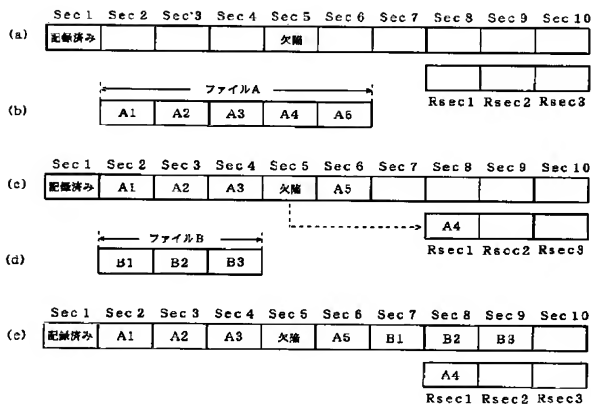 Sec 1 Sec 2 Sec 3 Sec 4 Sec 5 Sec 6 Sec 7 Sec 8 Sec 9 Sec 10
(a) 記録済み 欠陥
Rsec1 Rsec2 Rsec3
ファイルA
(b) A1 A2 A3 A4 A5
Sec 1 Sec 2 Sec 3 Sec 4 Sec 5 Sec 6 Sec 7 Sec 8 Sec 9 Sec 10
(c) 記録済み A1 A2 A3 欠陥 A5
A4
Rsec1 Rsec2 Rsec3
ファイルB
(d) B1 B2 B3
Sec 1 Sec 2 Sec 3 Sec 4 Sec 5 Sec 6 Sec 7 Sec 8 Sec 9 Sec 10
(e) 記録済み A1 A2 A3 欠陥 A5 B1 B2 B3
A4
Rsec1 Rsec2 Rsec3